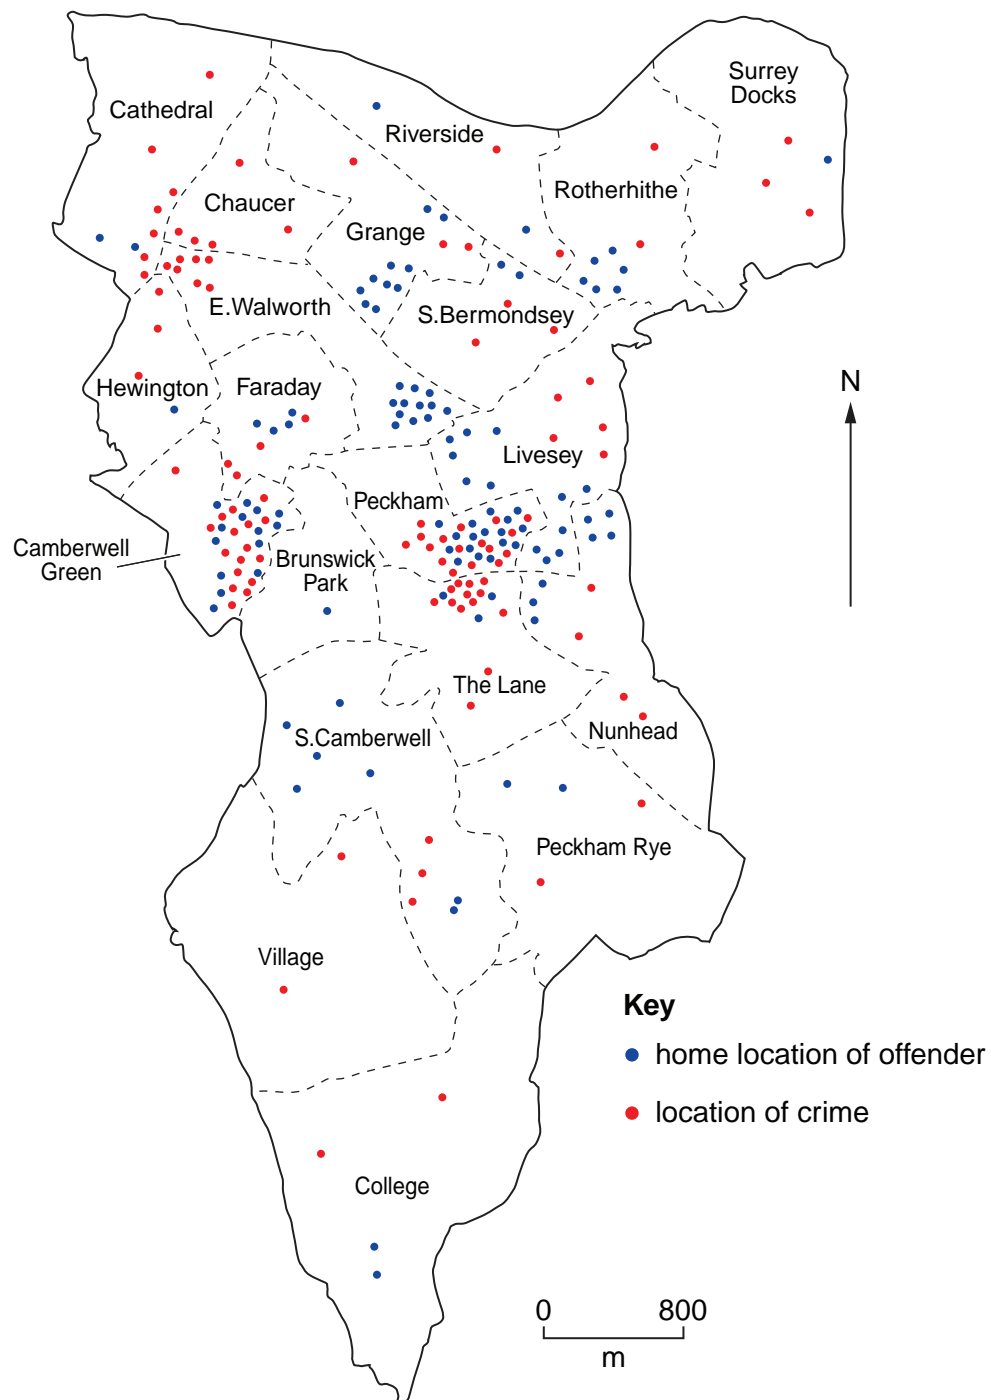 Surrey
Docks
Cathedral
Riverside
Rotherhithe
Chaucer
Grange
E.Walworth
S.Bermondsey
Hewington
Faraday
N
Livesey
Peckham
Camberwell
Green
Brunswick
Park
The Lane
Nunhead
S.Camberwell
Peckham Rye
Village
Key
home location of offender
location of crime
College
0
800
m